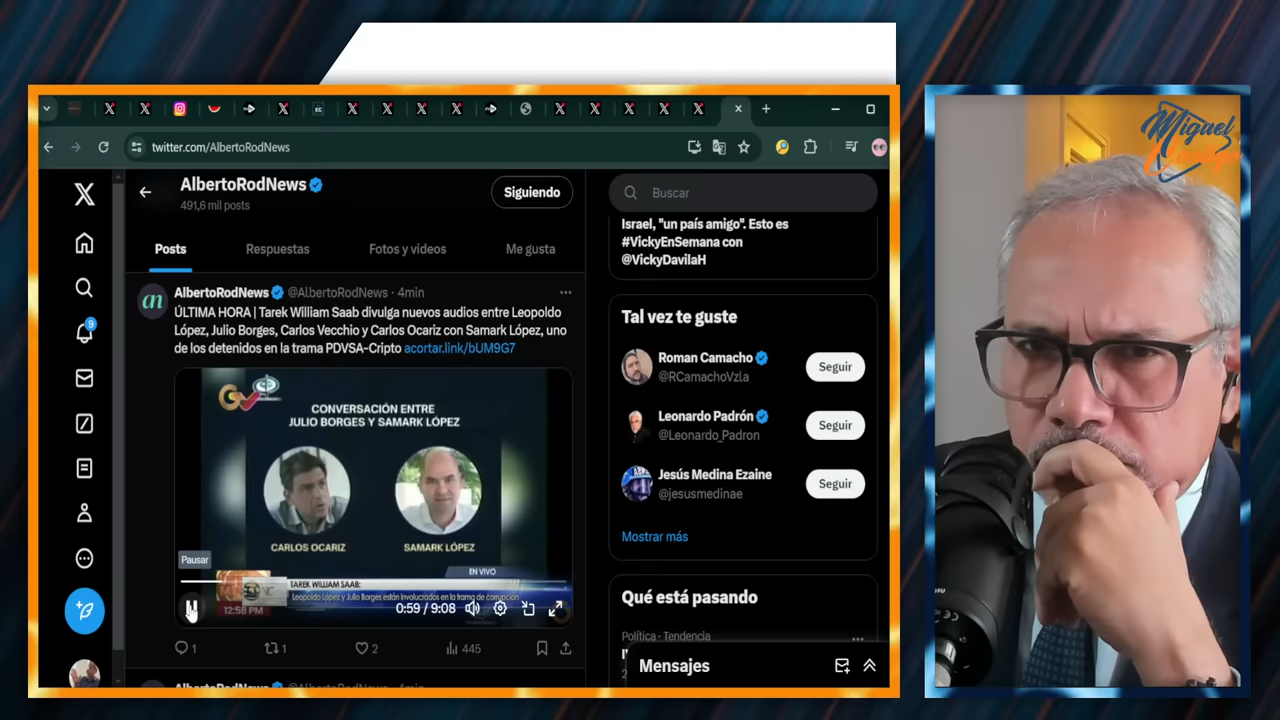 twitter.com/AlbertoRodNews
AlbertoRodNews
491,6 mil posts
Siguiendo
Buscar
Posts
Respuestas
Fotos y videos
Me gusta
Israel, "un país amigo". Esto es
#VickyEnSemana con
@VickyDavilaH
AlbertoRodNews @AlbertoRodNews · 4min
ÚLTIMA HORA | Tarek William Saab divulga nuevos audios entre Leopoldo
López, Julio Borges, Carlos Vecchio y Carlos Ocariz con Samark López, uno
de los detenidos en la trama PDVSA-Cripto acortar.link/bUM9G7
CONVERSACIÓN ENTRE
JULIO BORGES Y SAMARK LÓPEZ
CARLOS OCARIZ
SAMARK LÓPEZ
Pausar
EN VIVO
TAREK WILLIAM SAAB:
Leopoldo López y Julio Borges están involucrados en la trama de corrupción
12:58 PM
0:59 / 9:08
1
1
2
445
Tal vez te guste
Roman Camacho
@RCamachoVzla
Seguir
Leonardo Padrón
@Leonardo_Padron
Seguir
Jesús Medina Ezaine
@jesusmedinae
Seguir
Mostrar más
Qué está pasando
Política · Tendencia
Mensajes
9
an
EC
Miguel